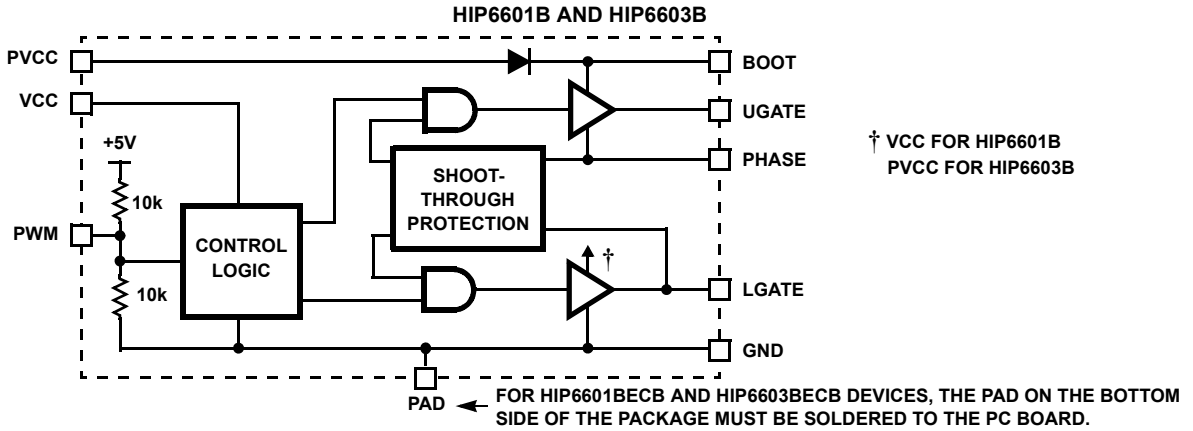 HIP6601B AND HIP6603B
PVCC
BOOT
VCC
UGATE
+5V
† VCC FOR HIP6601B
PHASE
PVCC FOR HIP6603B
SHOOT-
THROUGH
PROTECTION
10k
PWM
CONTROL
LOGIC
†
10k
LGATE
GND
PAD
FOR HIP6601BECB AND HIP6603BECB DEVICES, THE PAD ON THE BOTTOM
SIDE OF THE PACKAGE MUST BE SOLDERED TO THE PC BOARD.